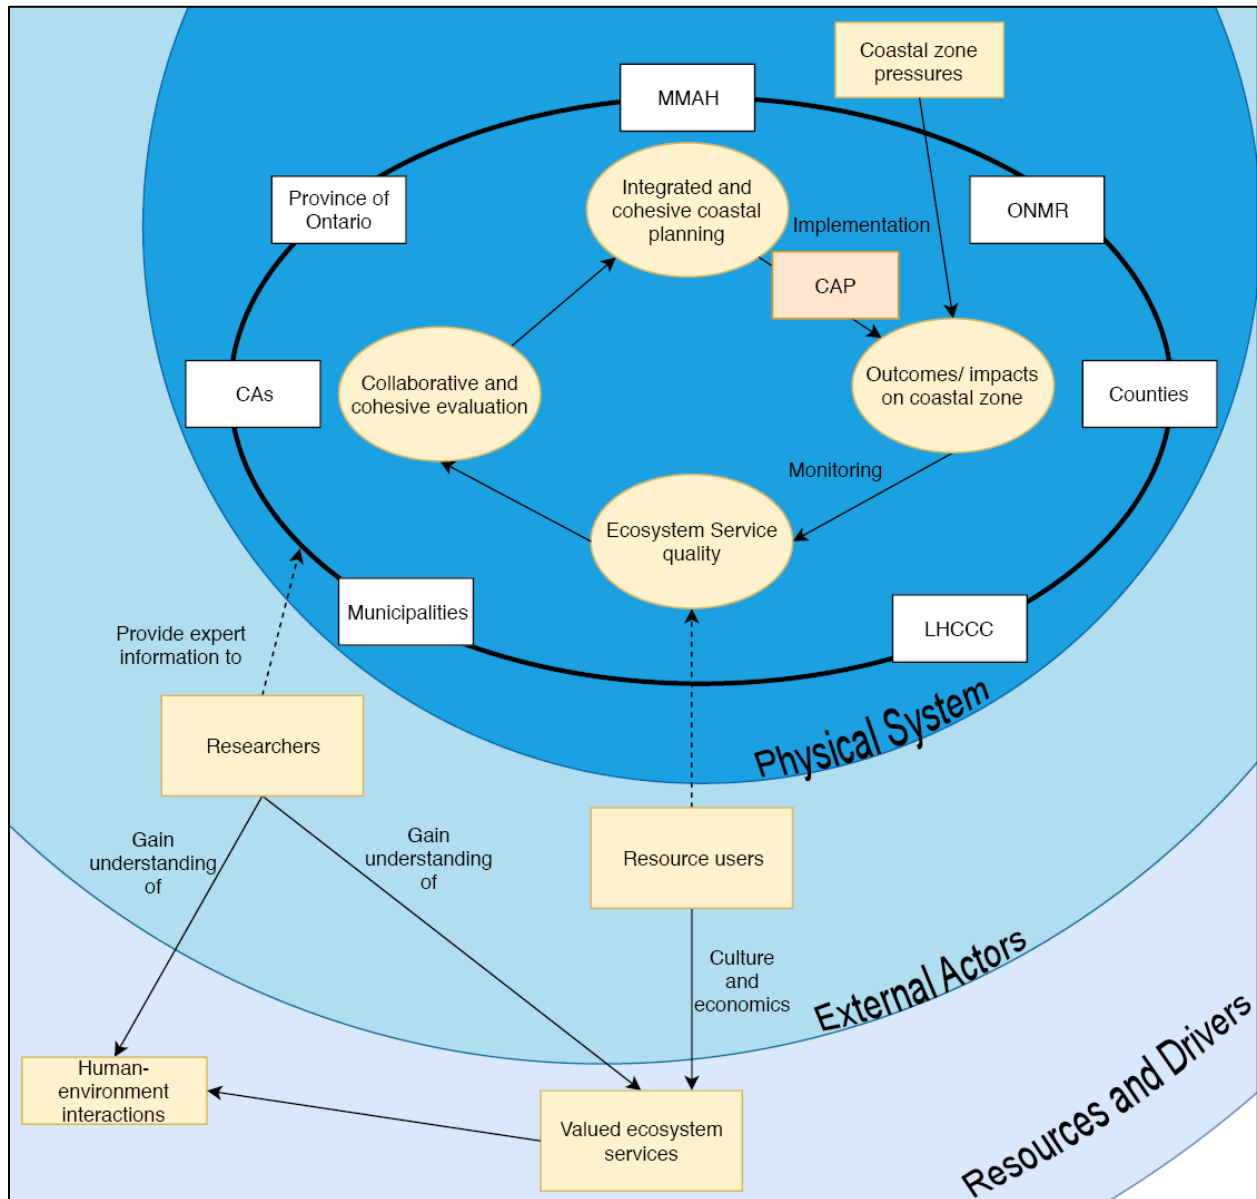 Coastal zone
pressures
MMAH
Province of
Ontario
Integrated and
cohesive coastal
planning
ONMR
Implementation
CAP
CAs
Collaborative and
cohesive evaluation
Outcomes/ impacts
on coastal zone
Counties
Monitoring
Ecosystem Service
quality
Municipalities
LHCCC
Provide expert
information to
Physical System
Researchers
Gain
understanding
of
Gain
understanding
of
Resource users
Culture
and
economics
External Actors
Human-
environment
interactions
Valued ecosystem
services
Resources and Drivers